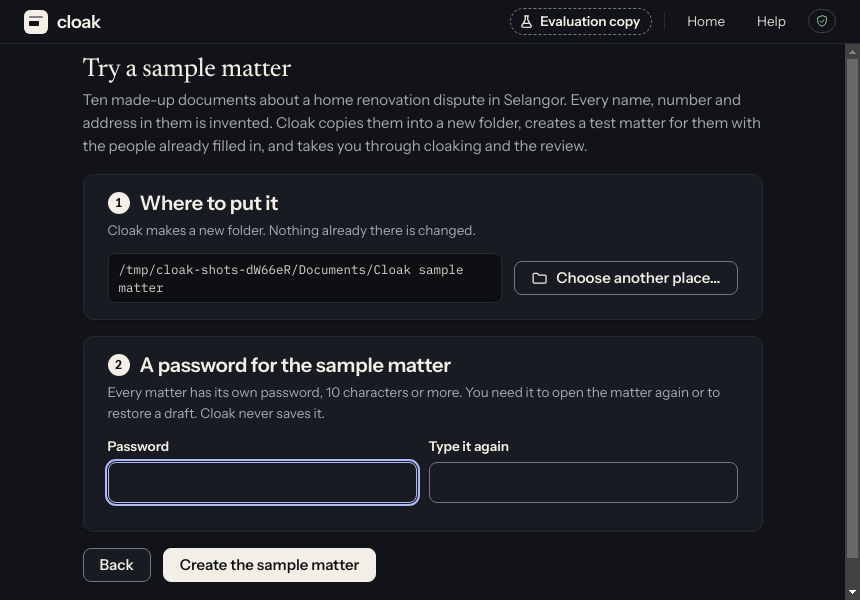 cloak
Evaluation copy
Home
Help
Try a sample matter
Ten made-up documents about a home renovation dispute in Selangor. Every name, number and
address in them is invented. Cloak copies them into a new folder, creates a test matter for them with
the people already filled in, and takes you through cloaking and the review.
1 Where to put it
Cloak makes a new folder. Nothing already there is changed.
/tmp/cloak-shots-dW66eR/Documents/Cloak sample
matter
Choose another place...
2 A password for the sample matter
Every matter has its own password, 10 characters or more. You need it to open the matter again or to
restore a draft. Cloak never saves it.
Password
Type it again
Back
Create the sample matter